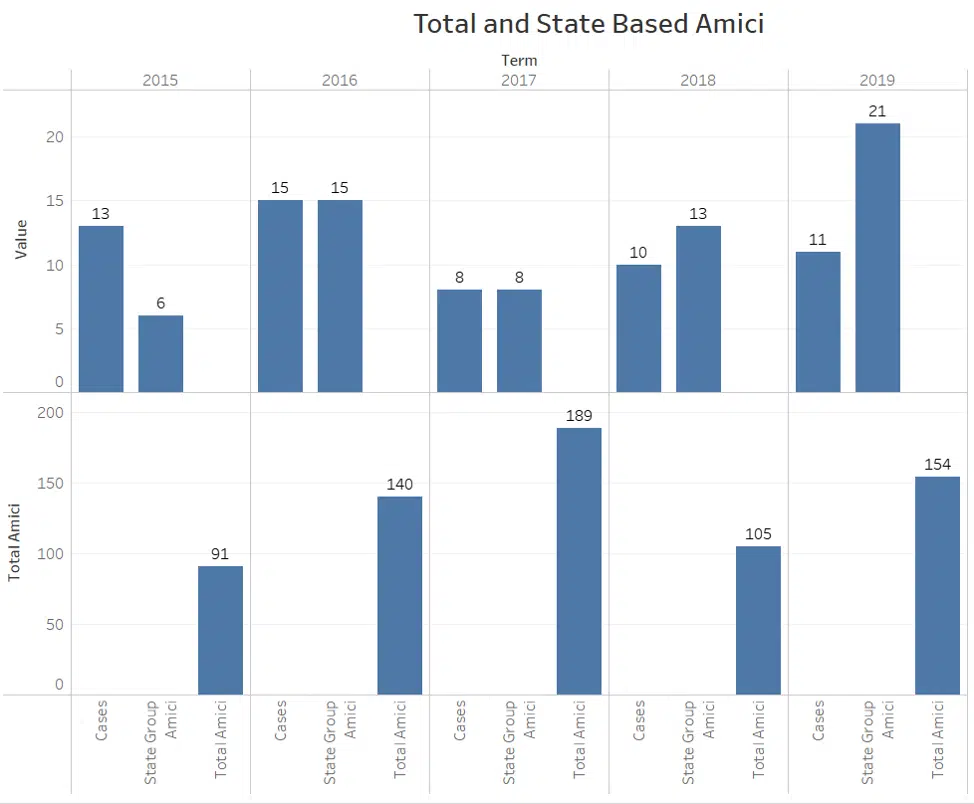 Total and State Based Amici
Term
2015 2016 2017 2018 2019
Value
20
15
10
5
0
13 6
15 15
8 8
10 13
11 21
Total Amici
200
150
100
50
0
91
140
189
105
154
Cases
State Group
Amici
Total Amici
Cases
State Group
Amici
Total Amici
Cases
State Group
Amici
Total Amici
Cases
State Group
Amici
Total Amici
Cases
State Group
Amici
Total Amici